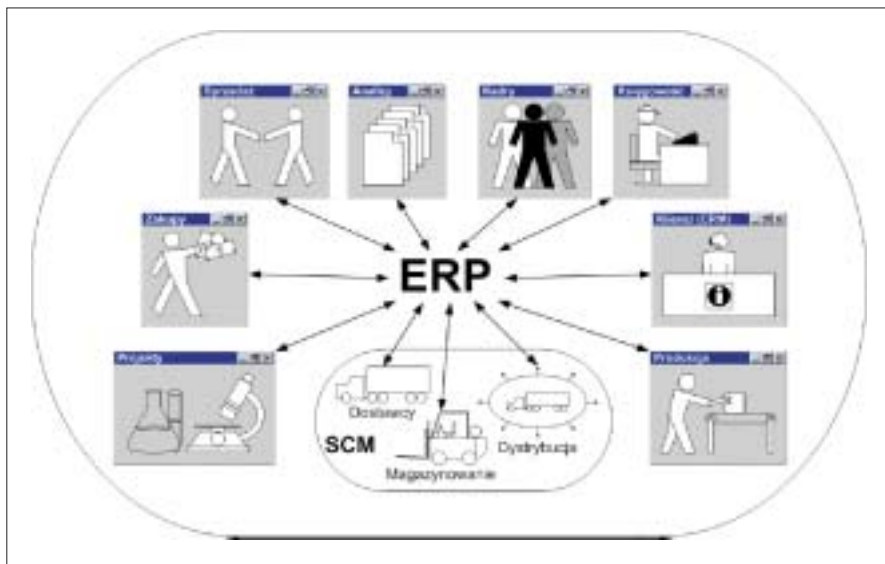 Sprzedaż
Analizy
Kadry
Księgowość
Zakupy
Klienci (CRM)
ERP
Projekty
Produkcja
Dostawcy
SCM
Dystrybucja
Magazynowanie